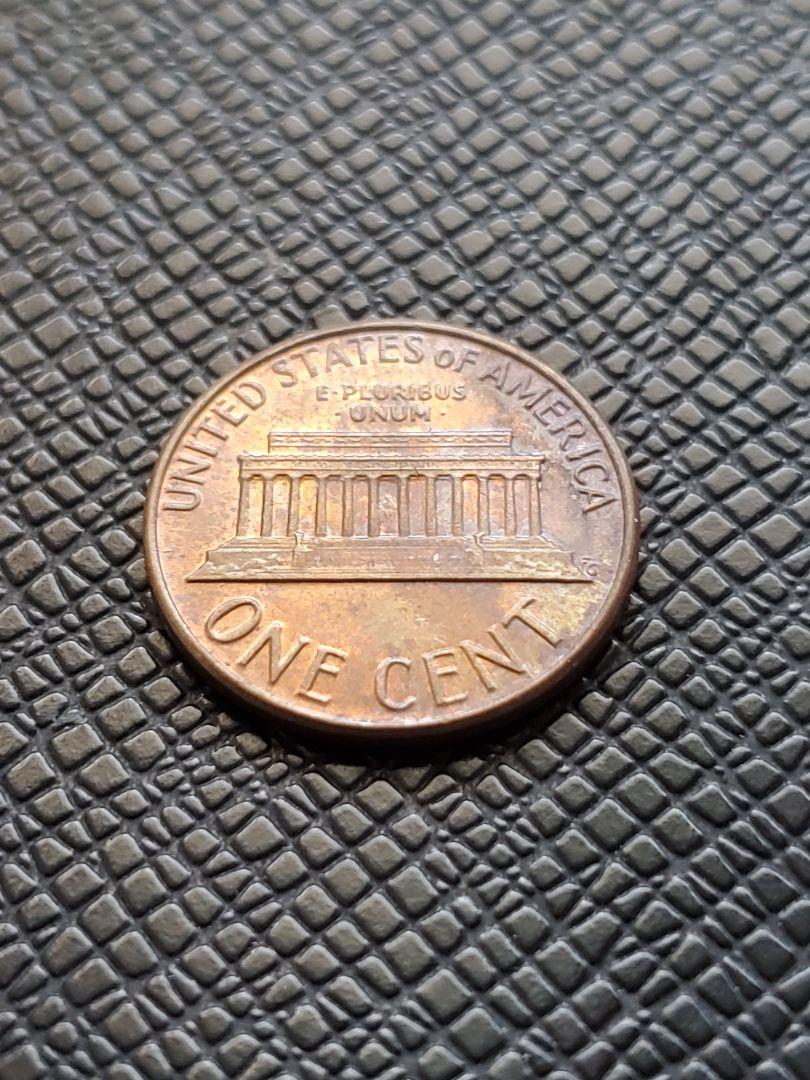 UNITED STATES oF AMERICA
E·PLURIBUS
·UNUM·
FG
ONE CENT